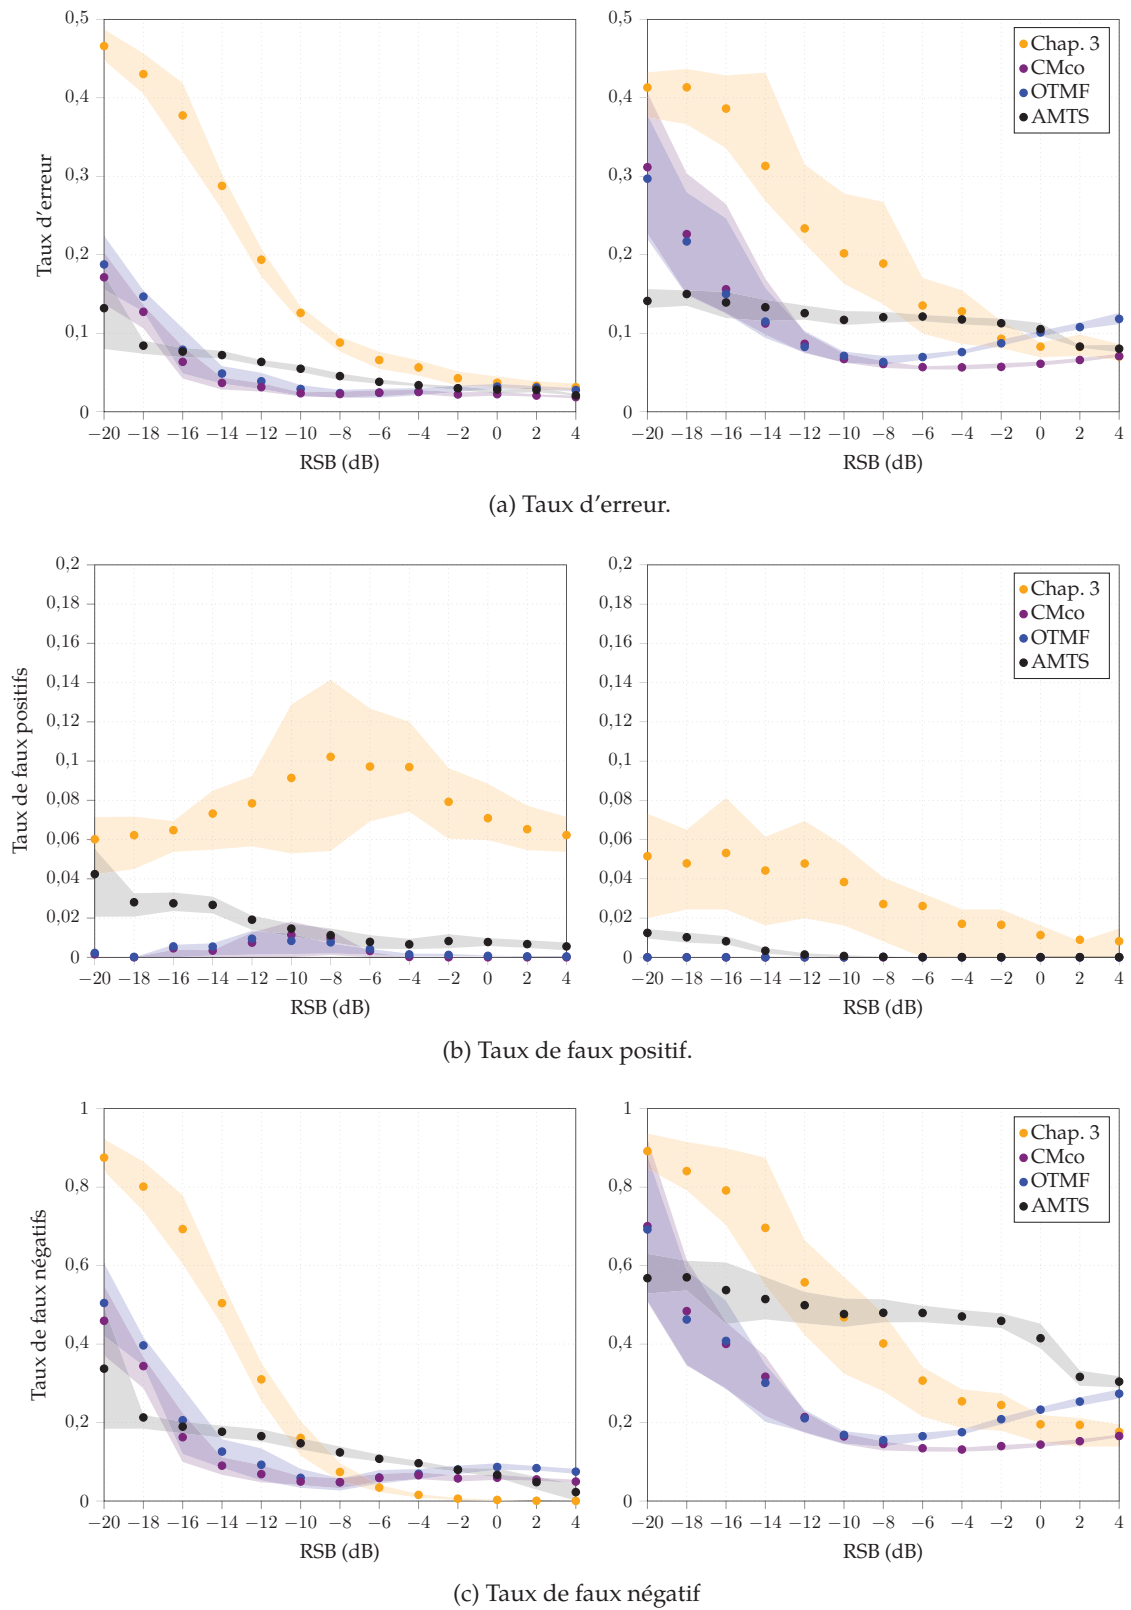 0,5
0,4
0,3
0,2
0,1
0
−20 −18 −16 −14 −12 −10 −8 −6 −4 −2 0 2 4
RSB (dB)
Taux d'erreur
0,5
0,4
0,3
0,2
0,1
0
−20 −18 −16 −14 −12 −10 −8 −6 −4 −2 0 2 4
RSB (dB)
Chap. 3
CMco
OTMF
AMTS
(a) Taux d'erreur.
0,2
0,18
0,16
0,14
0,12
0,1
0,08
0,06
0,04
0,02
0
−20 −18 −16 −14 −12 −10 −8 −6 −4 −2 0 2 4
RSB (dB)
Taux de faux positifs
0,2
0,18
0,16
0,14
0,12
0,1
0,08
0,06
0,04
0,02
0
−20 −18 −16 −14 −12 −10 −8 −6 −4 −2 0 2 4
RSB (dB)
Chap. 3
CMco
OTMF
AMTS
(b) Taux de faux positif.
1
0,8
0,6
0,4
0,2
0
−20 −18 −16 −14 −12 −10 −8 −6 −4 −2 0 2 4
RSB (dB)
Taux de faux négatifs
1
0,8
0,6
0,4
0,2
0
−20 −18 −16 −14 −12 −10 −8 −6 −4 −2 0 2 4
RSB (dB)
Chap. 3
CMco
OTMF
AMTS
(c) Taux de faux négatif